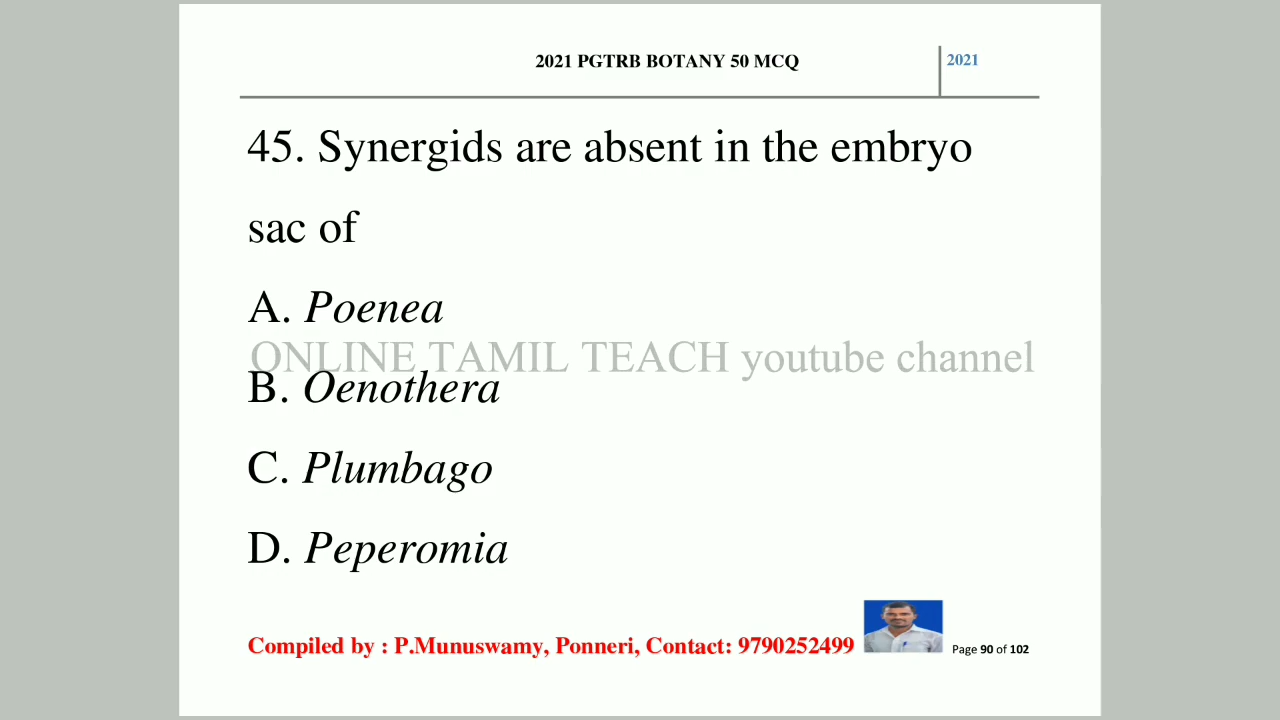 2021 PGTRB BOTANY 50 MCQ
2021
45. Synergids are absent in the embryo
sac of
A. Poenea
ONLINE TAMIL TEACH youtube channel
B. Oenothera
C. Plumbago
D. Peperomia
Compiled by : P.Munuswamy, Ponneri, Contact: 9790252499
Page 90 of 102